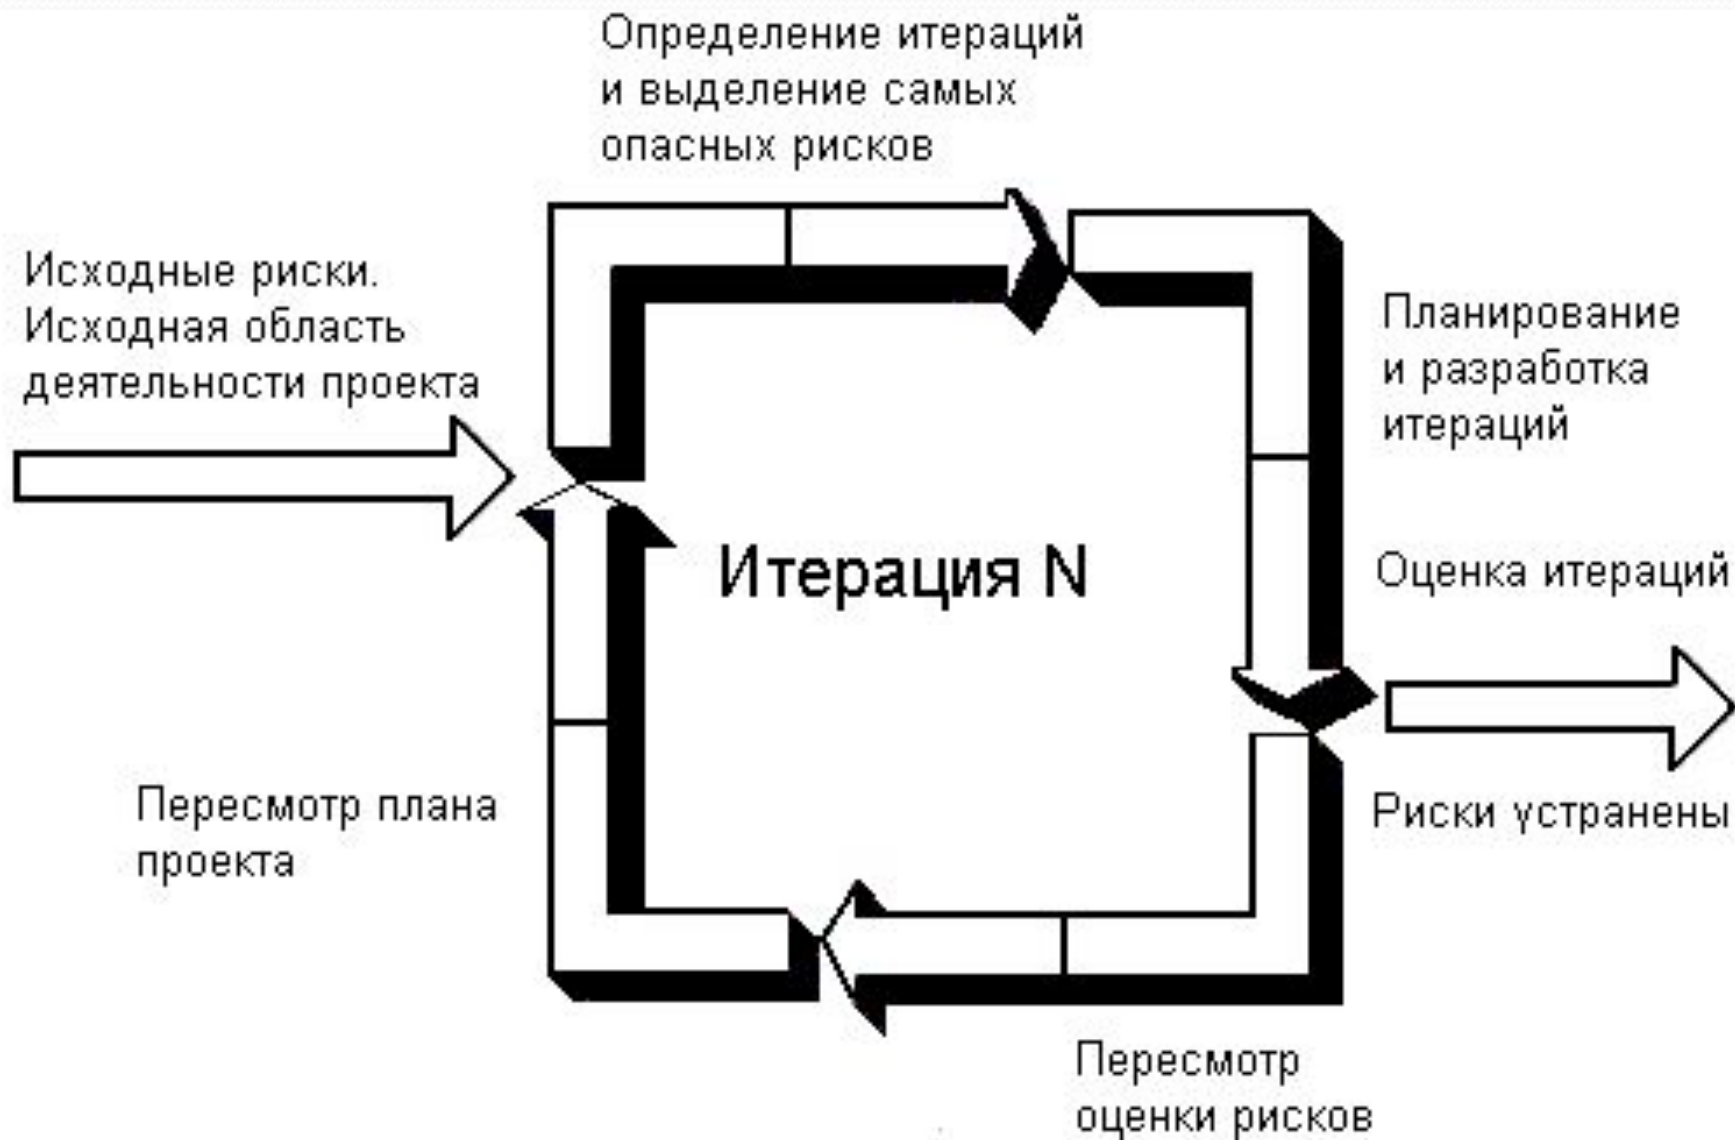 Определение итераций
и выделение самых
опасных рисков
Исходные риски.
Исходная область
деятельности проекта
Планирование
и разработка
итераций
Итерация N
Оценка итераций
Пересмотр плана
проекта
Риски устранены
Пересмотр
оценки рисков